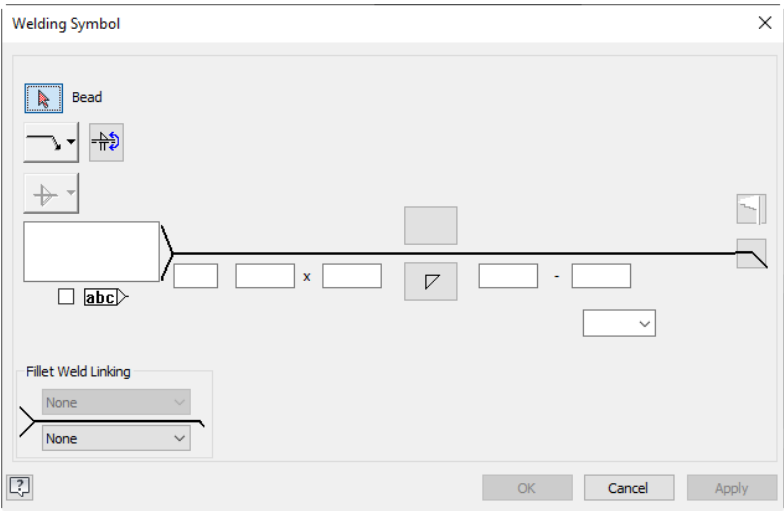 Welding Symbol
Bead
x
-
abc
Fillet Weld Linking
None
None
?
OK Cancel Apply